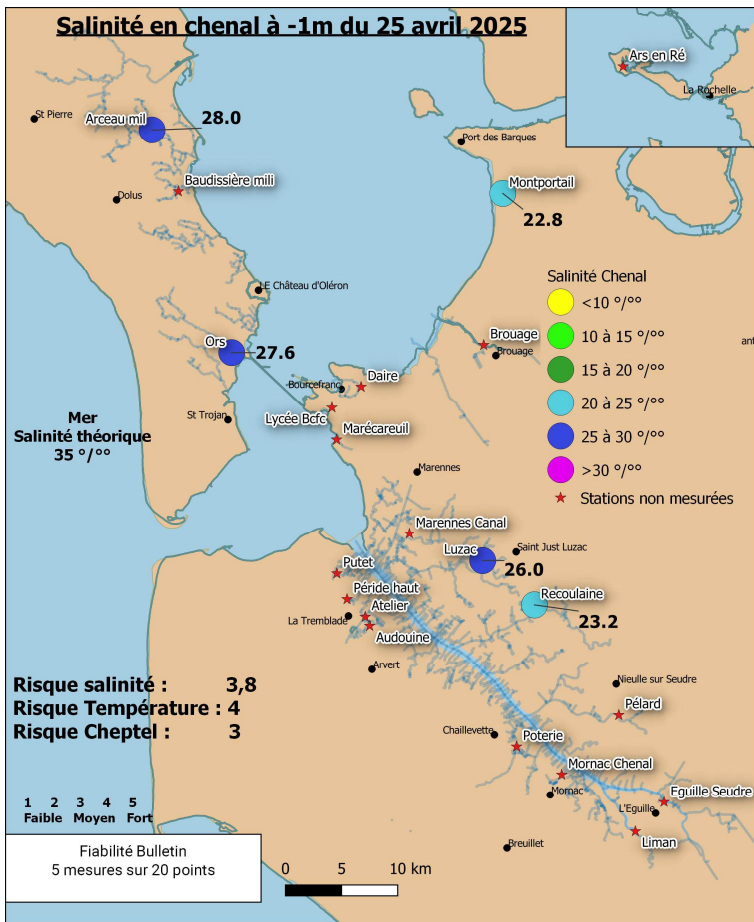 Salinité en chenal à -1m du 25 avril 2025
Ars en Ré
La Rochelle
St Pierre
Arceau mil
28.0
Port des Barques
Baudissière mili
Dolus
Montportail
22.8
LE Château d'Oléron
Salinité Chenal
<10 °/°°
10 à 15 °/°°
15 à 20 °/°°
20 à 25 °/°°
25 à 30 °/°°
>30 °/°°
Stations non mesurées
Ors
27.6
Brouage
Brouage
ant
Daire
Bourcefranc
Lycée Bcfc
St Trojan
Marécareuil
Mer
Salinité théorique
35 °/°°
Marennes
Marennes Canal
Luzac
Saint Just Luzac
26.0
Putet
Péride haut
Recoulaine
23.2
Atelier
La Tremblade
Audouine
Arvert
Risque salinité : 3,8
Risque Température : 4
Risque Cheptel : 3
Nieulle sur Seudre
Pélard
Chaillevette
Poterie
Mornac Chenal
Mornac
Eguille Seudre
L'Eguille
Liman
Breuillet
1 2 3 4 5
Faible Moyen Fort
Fiabilité Bulletin
5 mesures sur 20 points
0 5 10 km